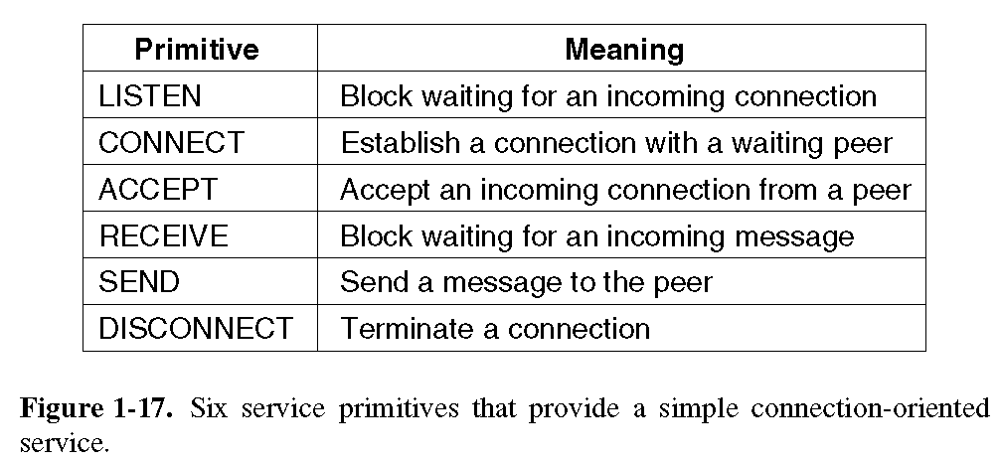 Primitive Meaning
LISTEN Block waiting for an incoming connection
CONNECT Establish a connection with a waiting peer
ACCEPT Accept an incoming connection from a peer
RECEIVE Block waiting for an incoming message
SEND Send a message to the peer
DISCONNECT Terminate a connection
Figure 1-17. Six service primitives that provide a simple connection-oriented
service.